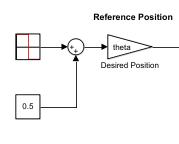 Reference Position
theta
Desired Position
0.5